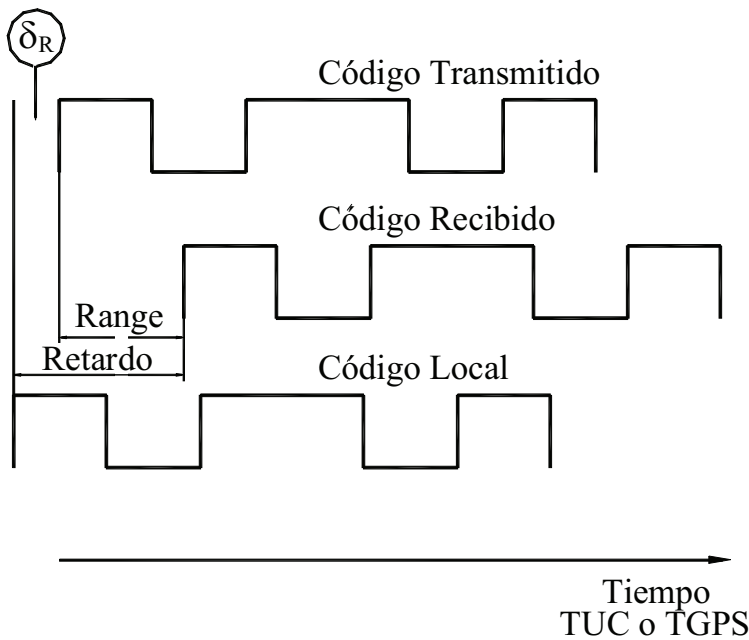 δR
Código Transmitido
Código Recibido
Range
Retardo
Código Local
Tiempo
TUC o TGPS